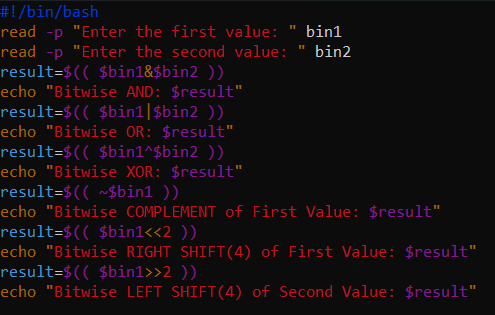 #!/bin/bash
read -p "Enter the first value: " bin1
read -p "Enter the second value: " bin2
result=$(( $bin1&$bin2 ))
echo "Bitwise AND: $result"
result=$(( $bin1|$bin2 ))
echo "Bitwise OR: $result"
result=$(( $bin1^$bin2 ))
echo "Bitwise XOR: $result"
result=$(( ~$bin1 ))
echo "Bitwise COMPLEMENT of First Value: $result"
result=$(( $bin1<<2 ))
echo "Bitwise RIGHT SHIFT(4) of First Value: $result"
result=$(( $bin1>>2 ))
echo "Bitwise LEFT SHIFT(4) of Second Value: $result"